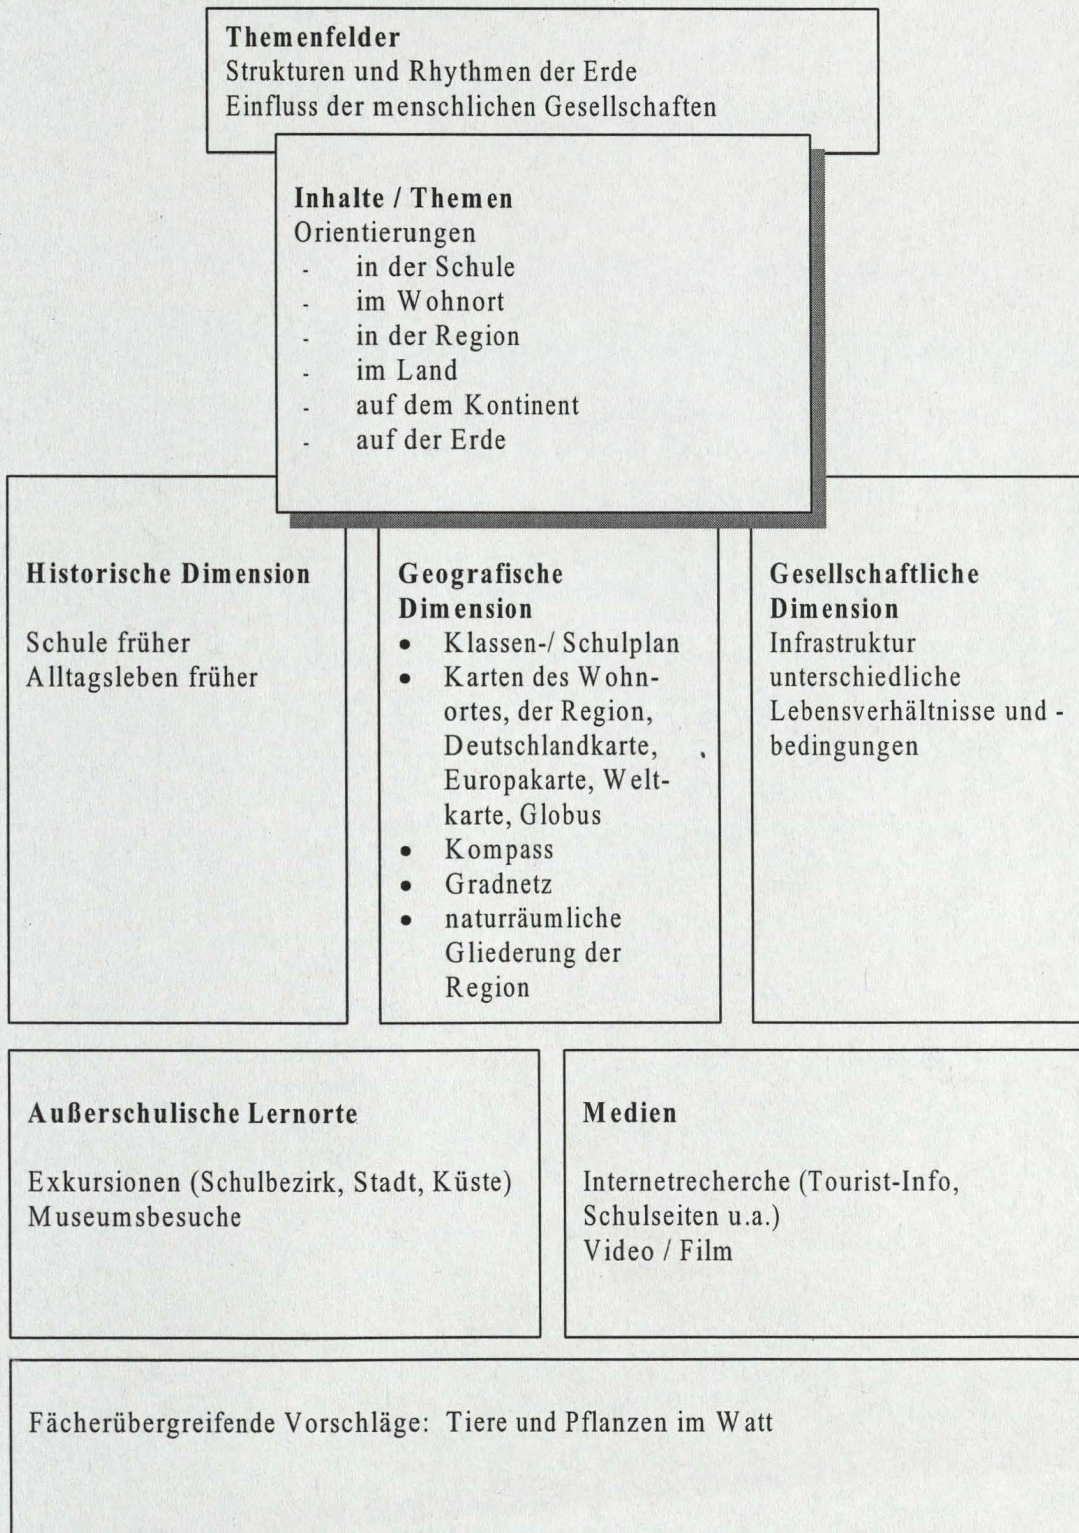 Themenfelder
Strukturen und Rhythmen der Erde
Einfluss der menschlichen Gesellschaften
Inhalte / Themen
Orientierungen
- in der Schule
- im Wohnort
- in der Region
- im Land
- auf dem Kontinent
- auf der Erde
Historische Dimension
Schule früher
Alltagsleben früher
Geografische
Dimension
• Klassen-/ Schulplan
• Karten des Wohn-
ortes, der Region,
Deutschlandkarte,
Europakarte, Welt-
karte, Globus
• Kompass
• Gradnetz
• naturräumliche
Gliederung der
Region
Gesellschaftliche
Dimension
Infrastruktur
unterschiedliche
Lebensverhältnisse und -
bedingungen
Außerschulische Lernorte
Exkursionen (Schulbezirk, Stadt, Küste)
Museumsbesuche
Medien
Internetrecherche (Tourist-Info,
Schulseiten u.a.)
Video / Film
Fächerübergreifende Vorschläge: Tiere und Pflanzen im Watt